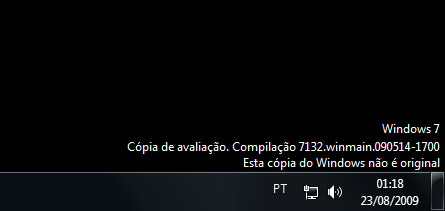 Windows 7
Cópia de avaliação. Compilação 7132.winmain.090514-1700
Esta cópia do Windows não é original
PT
01:18
23/08/2009